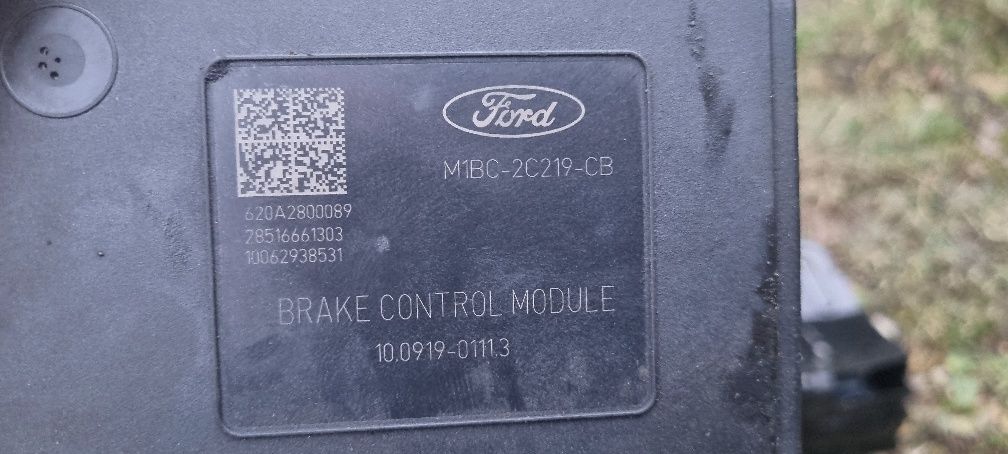 Ford
M1BC-2C219-CB
620A2800089
28516661303
10062938531
BRAKE CONTROL MODULE
10.0919-0111.3